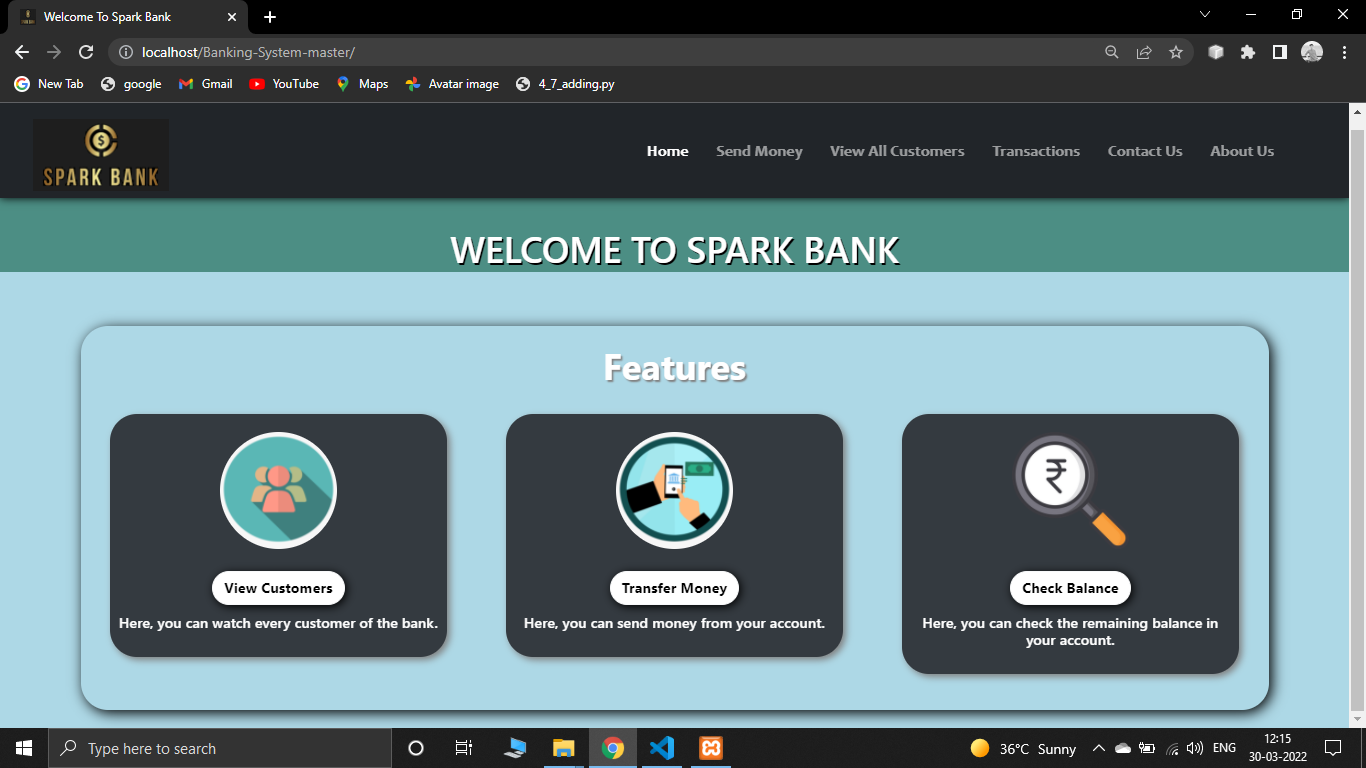 Welcome To Spark Bank
localhost/Banking-System-master/
New Tab google Gmail YouTube Maps Avatar image 4_7_adding.py
$
SPARK BANK
Home Send Money View All Customers Transactions Contact Us About Us
WELCOME TO SPARK BANK
Features
₹
View Customers Transfer Money Check Balance
Here, you can watch every customer of the bank.
Here, you can send money from your account.
Here, you can check the remaining balance in
your account.
Type here to search
36°C Sunny
ENG
12:15
30-03-2022